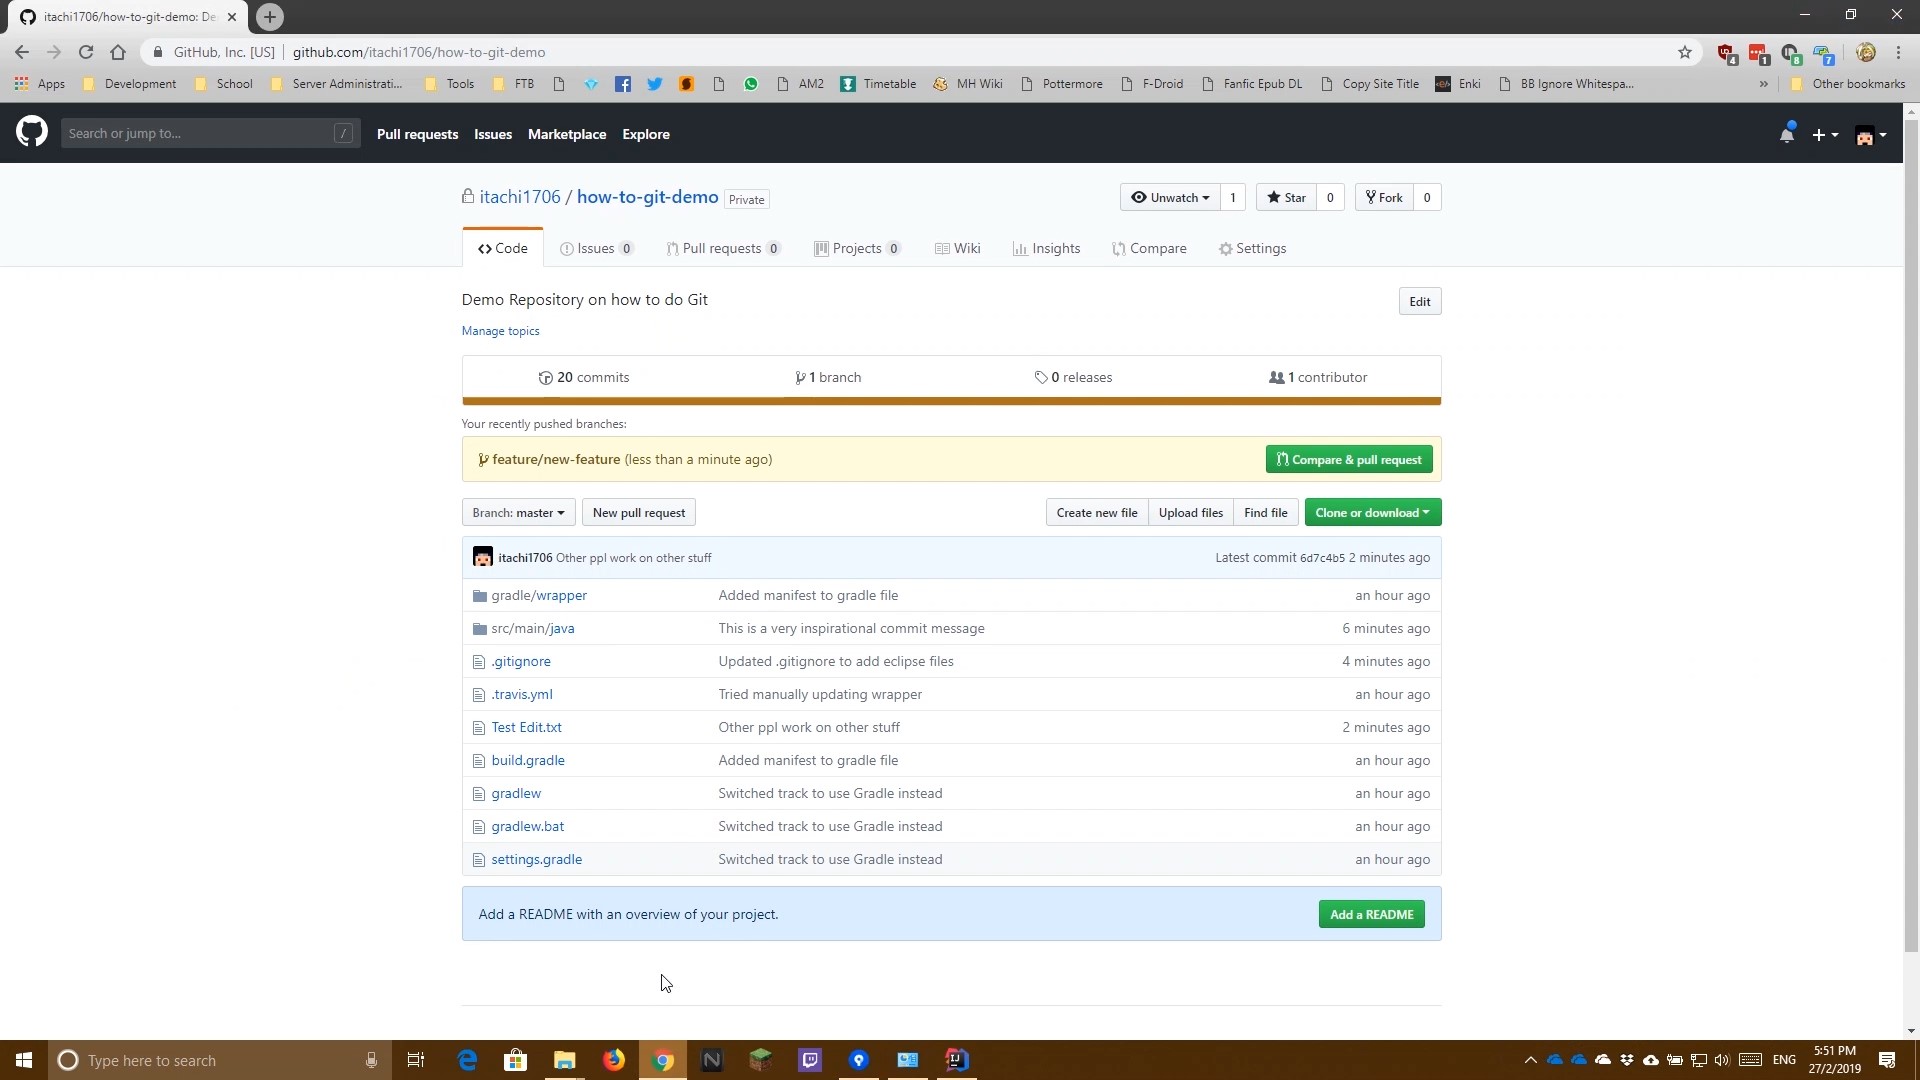 itachi1706/how-to-git-demo: De
GitHub, Inc. [US] | github.com/itachi1706/how-to-git-demo
4 1 8 7
Apps Development School Server Administrati... Tools FTB AM2 Timetable MH Wiki Pottermore F-Droid Fanfic Epub DL Copy Site Title Enki BB Ignore Whitespa... » Other bookmarks
Search or jump to... / Pull requests Issues Marketplace Explore
itachi1706 / how-to-git-demo Private Unwatch 1 Star 0 Fork 0
Code Issues 0 Pull requests 0 Projects 0 Wiki Insights Compare Settings
Demo Repository on how to do Git Edit
Manage topics
20 commits 1 branch 0 releases 1 contributor
Your recently pushed branches:
feature/new-feature (less than a minute ago) Compare & pull request
Branch: master New pull request Create new file Upload files Find file Clone or download
itachi1706 Other ppl work on other stuff Latest commit 6d7c4b5 2 minutes ago
gradle/wrapper Added manifest to gradle file an hour ago
src/main/java This is a very inspirational commit message 6 minutes ago
.gitignore Updated .gitignore to add eclipse files 4 minutes ago
.travis.yml Tried manually updating wrapper an hour ago
Test Edit.txt Other ppl work on other stuff 2 minutes ago
build.gradle Added manifest to gradle file an hour ago
gradlew Switched track to use Gradle instead an hour ago
gradlew.bat Switched track to use Gradle instead an hour ago
settings.gradle Switched track to use Gradle instead an hour ago
Add a README with an overview of your project. Add a README
Type here to search ENG 5:51 PM
27/2/2019